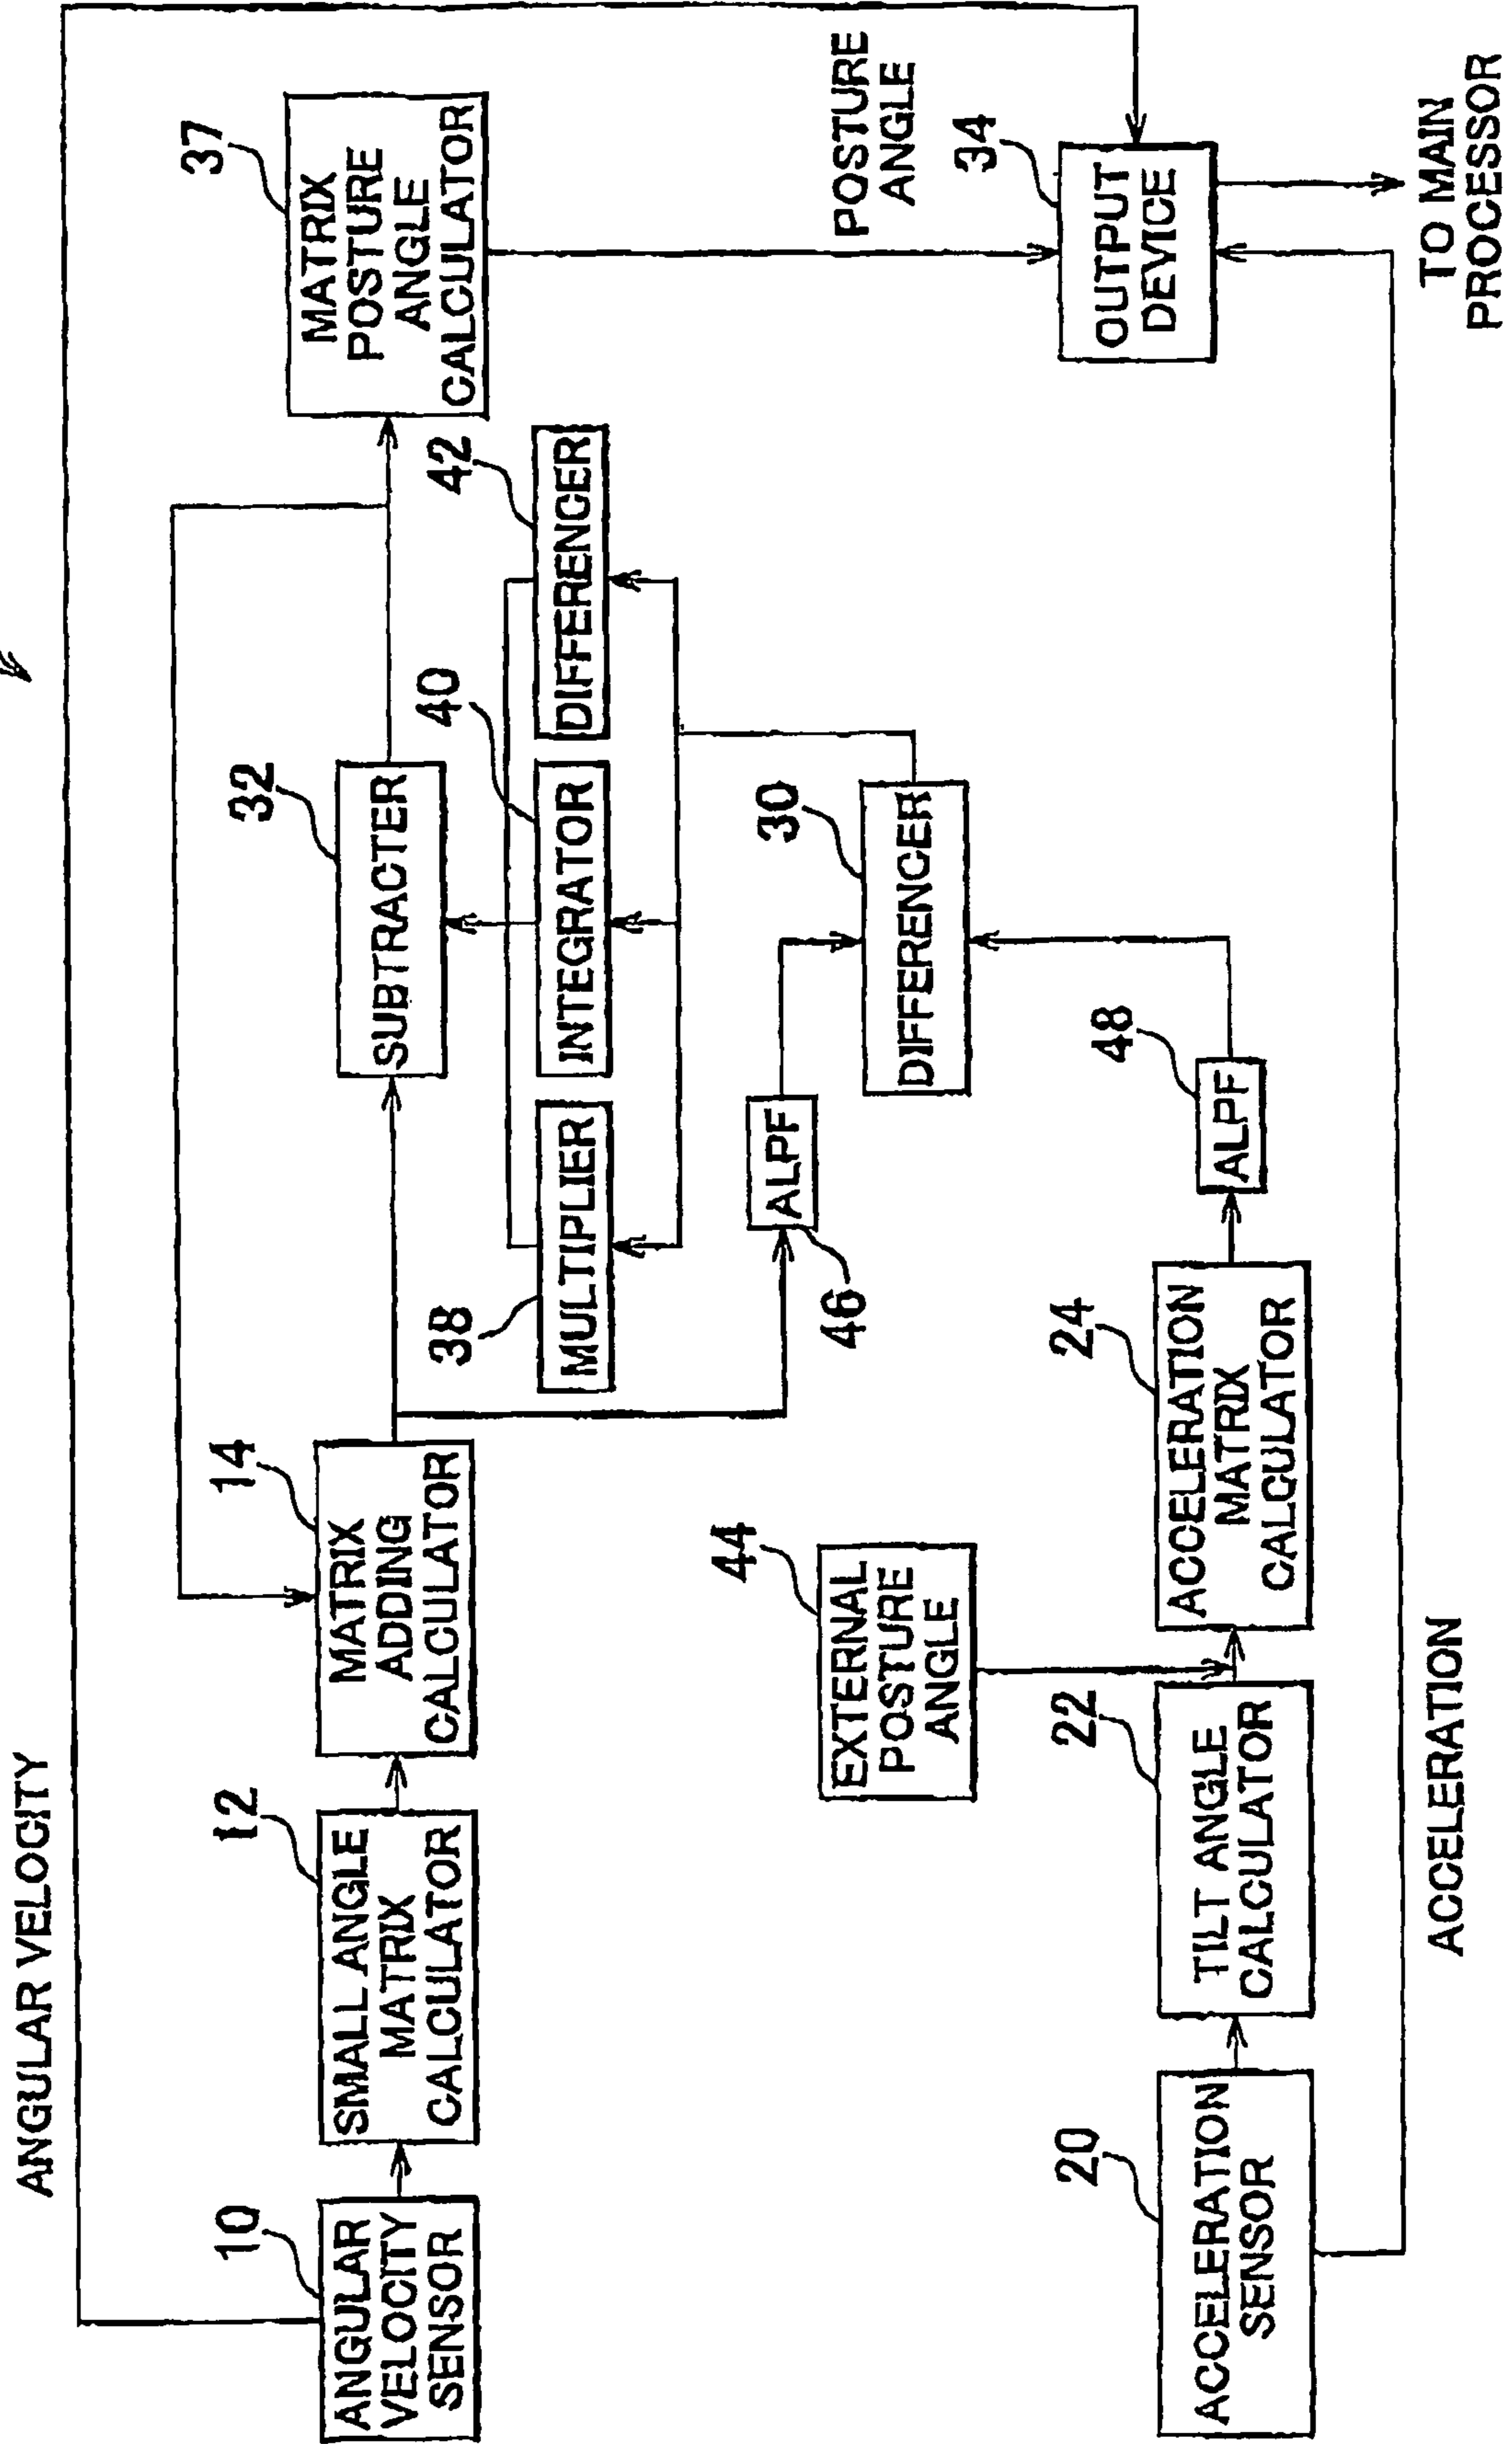 ANGULAR VELOCITY
10
ANGULAR
VELOCITY
SENSOR
12
SMALL ANGLE
MATRIX
CALCULATOR
14
MATRIX
ADDING
CALCULATOR
32
SUBTRACTER
37
MATRIX
POSTURE
ANGLE
CALCULATOR
38
MULTIPLIER
40
INTEGRATOR
42
DIFFERENCER
46
ALPF
30
DIFFERENCER
POSTURE
ANGLE
44
EXTERNAL
POSTURE
ANGLE
34
OUTPUT
DEVICE
20
ACCELERATION
SENSOR
22
TILT ANGLE
CALCULATOR
24
ACCELERATION
MATRIX
CALCULATOR
48
ALPF
ACCELERATION
TO MAIN
PROCESSOR